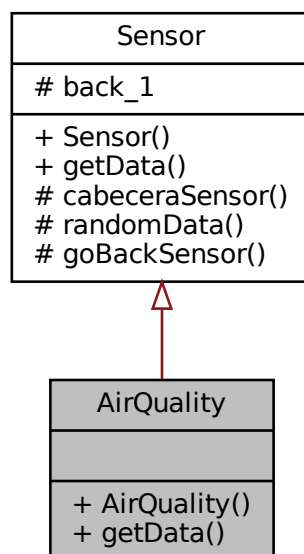 Sensor
# back_1
+ Sensor()
+ getData()
# cabeceraSensor()
# randomData()
# goBackSensor()
AirQuality
+ AirQuality()
+ getData()